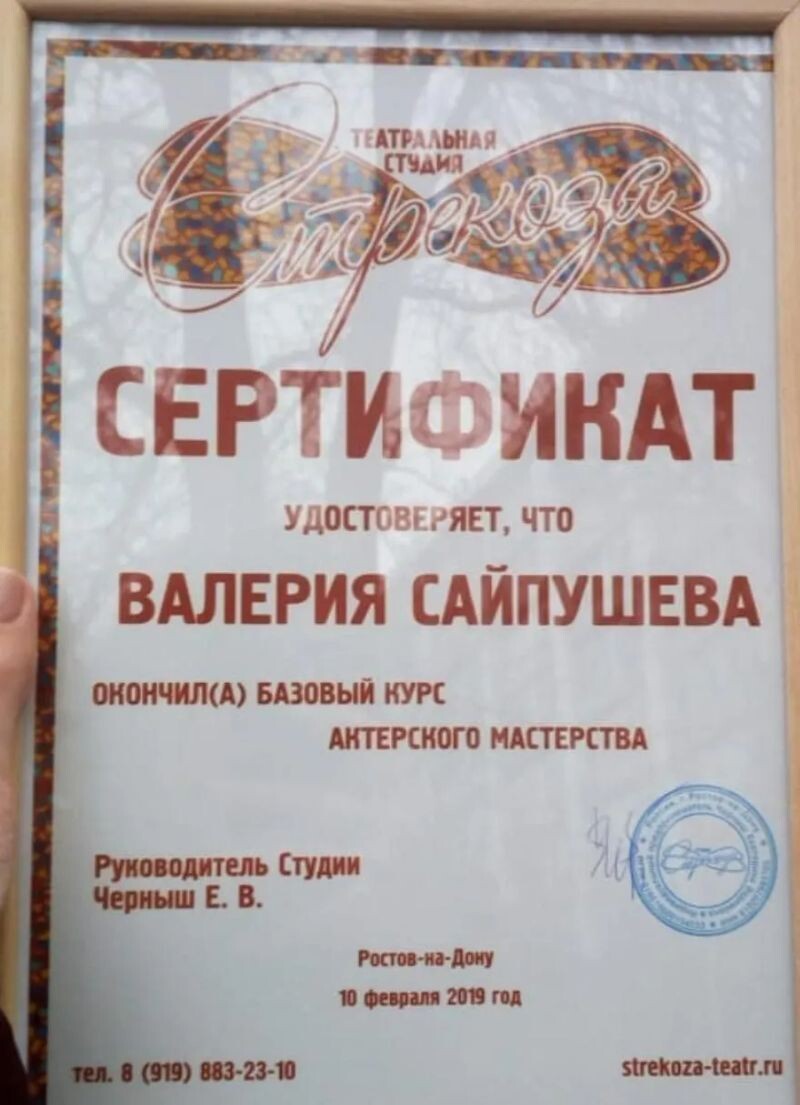 ТЕАТРАЛЬНАЯ
СТУДИЯ
Стрекоза
СЕРТИФИКАТ
УДОСТОВЕРЯЕТ, ЧТО
ВАЛЕРИЯ САЙПУШЕВА
ОКОНЧИЛ(А) БАЗОВЫЙ КУРС
АКТЕРСКОГО МАСТЕРСТВА
Руководитель Студии
Черныш Е. В.
Ростов-на-Дону
10 февраля 2019 год
тел. 8 (919) 883-23-10
strekoza-teatr.ru